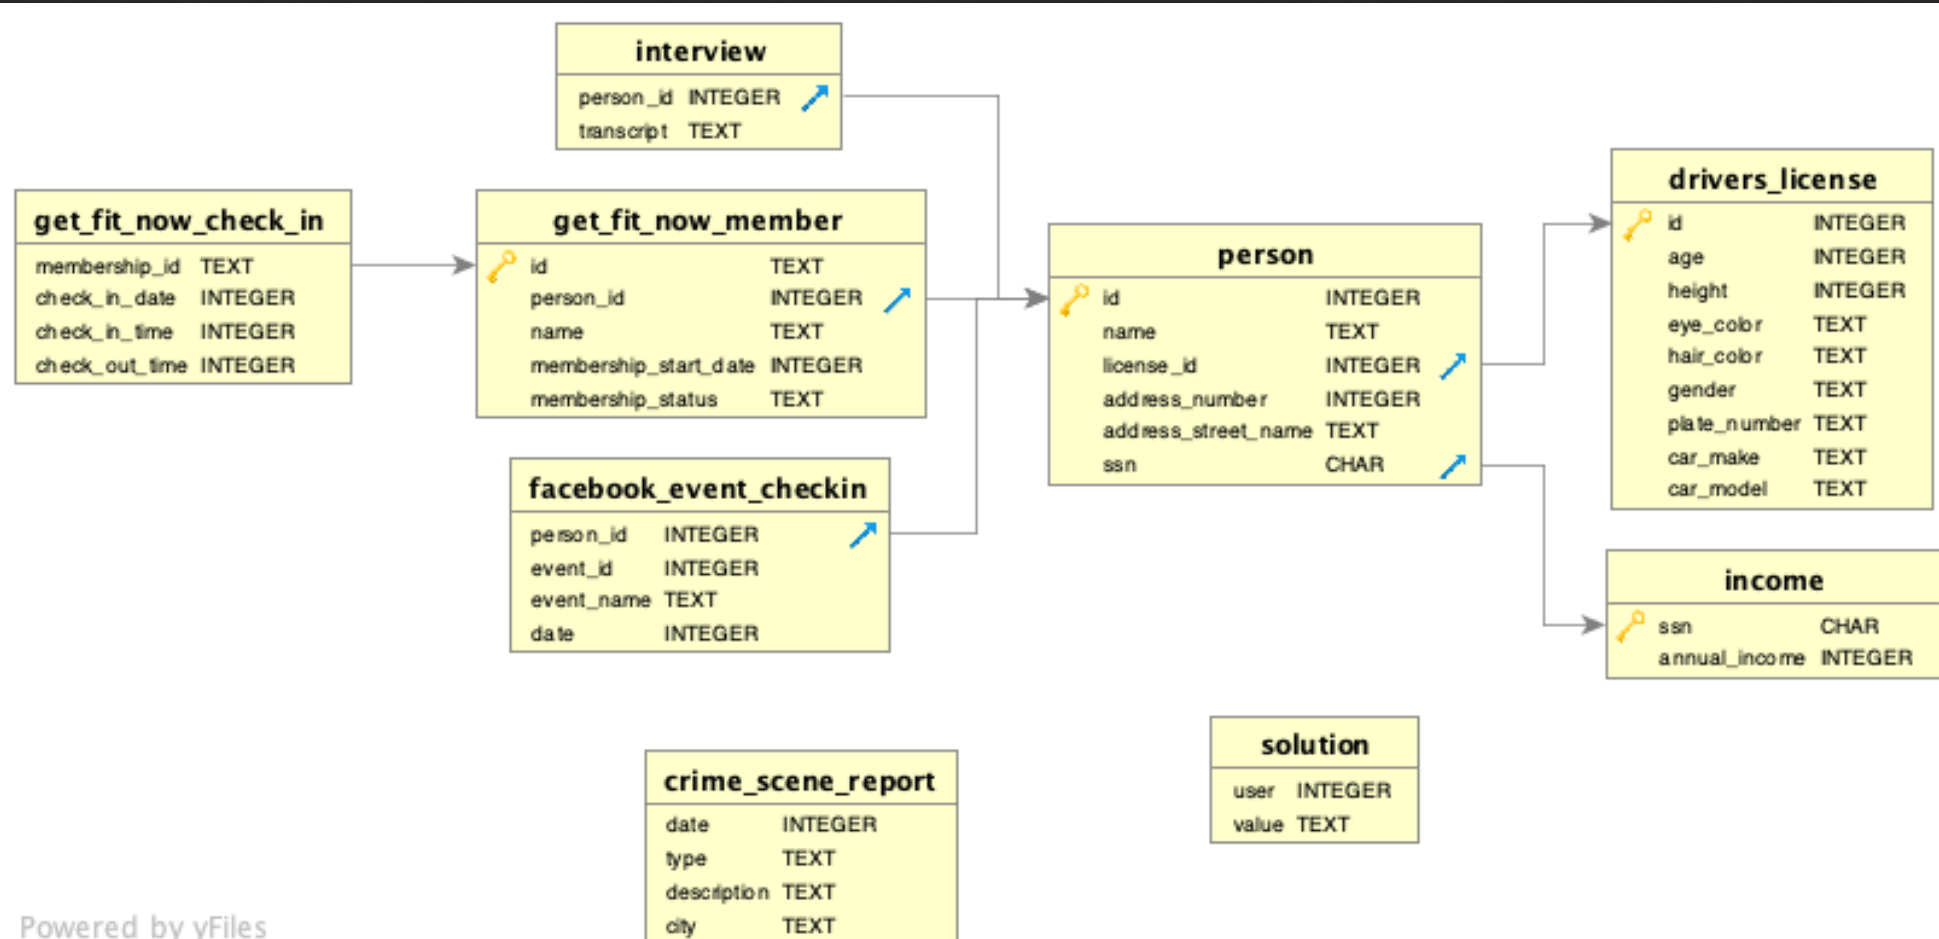 interview
person_id INTEGER
transcript TEXT
get_fit_now_check_in
membership_id TEXT
check_in_date INTEGER
check_in_time INTEGER
check_out_time INTEGER
get_fit_now_member
id TEXT
person_id INTEGER
name TEXT
membership_start_date INTEGER
membership_status TEXT
facebook_event_checkin
person_id INTEGER
event_id INTEGER
event_name TEXT
date INTEGER
person
id INTEGER
name TEXT
license_id INTEGER
address_number INTEGER
address_street_name TEXT
ssn CHAR
drivers_license
id INTEGER
age INTEGER
height INTEGER
eye_color TEXT
hair_color TEXT
gender TEXT
plate_number TEXT
car_make TEXT
car_model TEXT
income
ssn CHAR
annual_income INTEGER
crime_scene_report
date INTEGER
type TEXT
description TEXT
city TEXT
solution
user INTEGER
value TEXT
Powered by yFiles